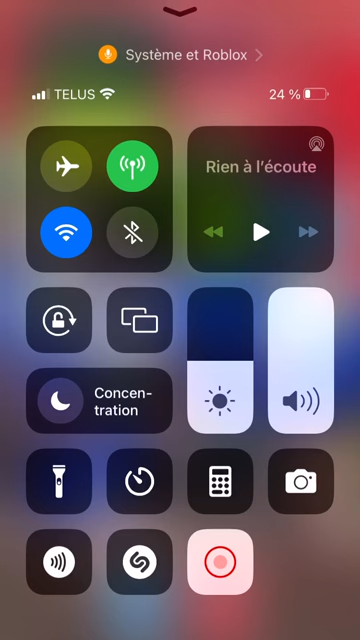 Système et Roblox
TELUS
24 %
Rien à l'écoute
Concen-
tration